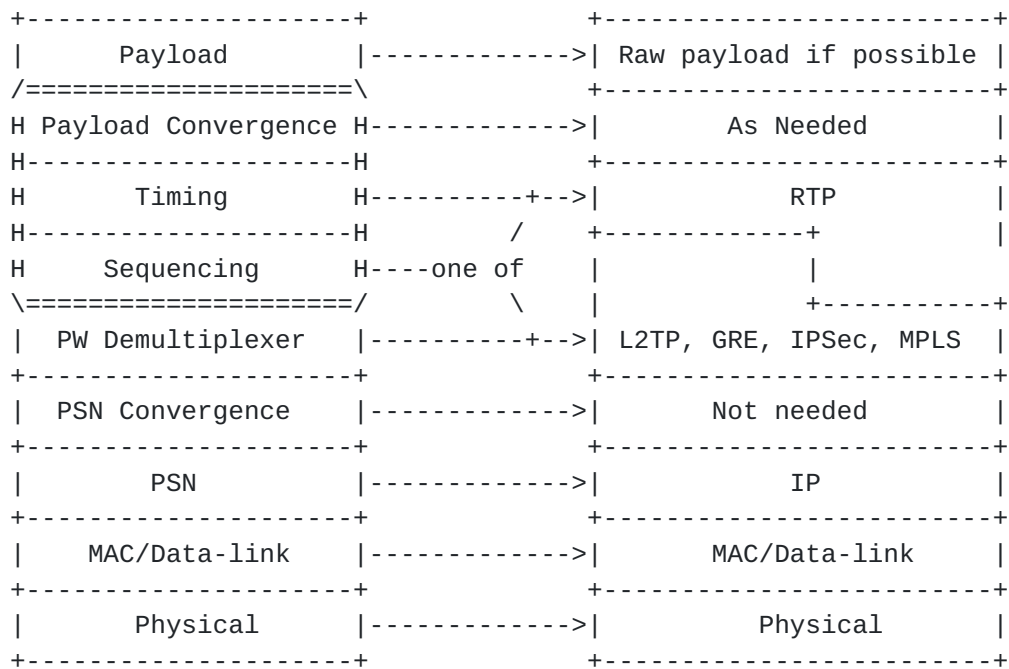 Payload Raw payload if possible
Payload Convergence As Needed
Timing RTP
Sequencing one of
PW Demultiplexer L2TP, GRE, IPSec, MPLS
PSN Convergence Not needed
PSN IP
MAC/Data-link MAC/Data-link
Physical Physical